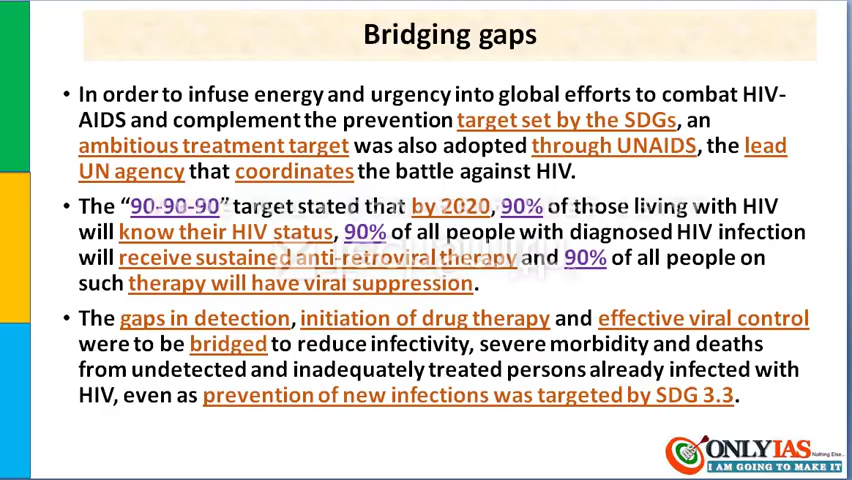 Bridging gaps
• In order to infuse energy and urgency into global efforts to combat HIV-
AIDS and complement the prevention target set by the SDGs, an
ambitious treatment target was also adopted through UNAIDS, the lead
UN agency that coordinates the battle against HIV.
• The “90-90-90” target stated that by 2020, 90% of those living with HIV
will know their HIV status, 90% of all people with diagnosed HIV infection
will receive sustained anti-retroviral therapy and 90% of all people on
such therapy will have viral suppression.
• The gaps in detection, initiation of drug therapy and effective viral control
were to be bridged to reduce infectivity, severe morbidity and deaths
from undetected and inadequately treated persons already infected with
HIV, even as prevention of new infections was targeted by SDG 3.3.
ONLYIAS
Nothing Else..
I AM GOING TO MAKE IT